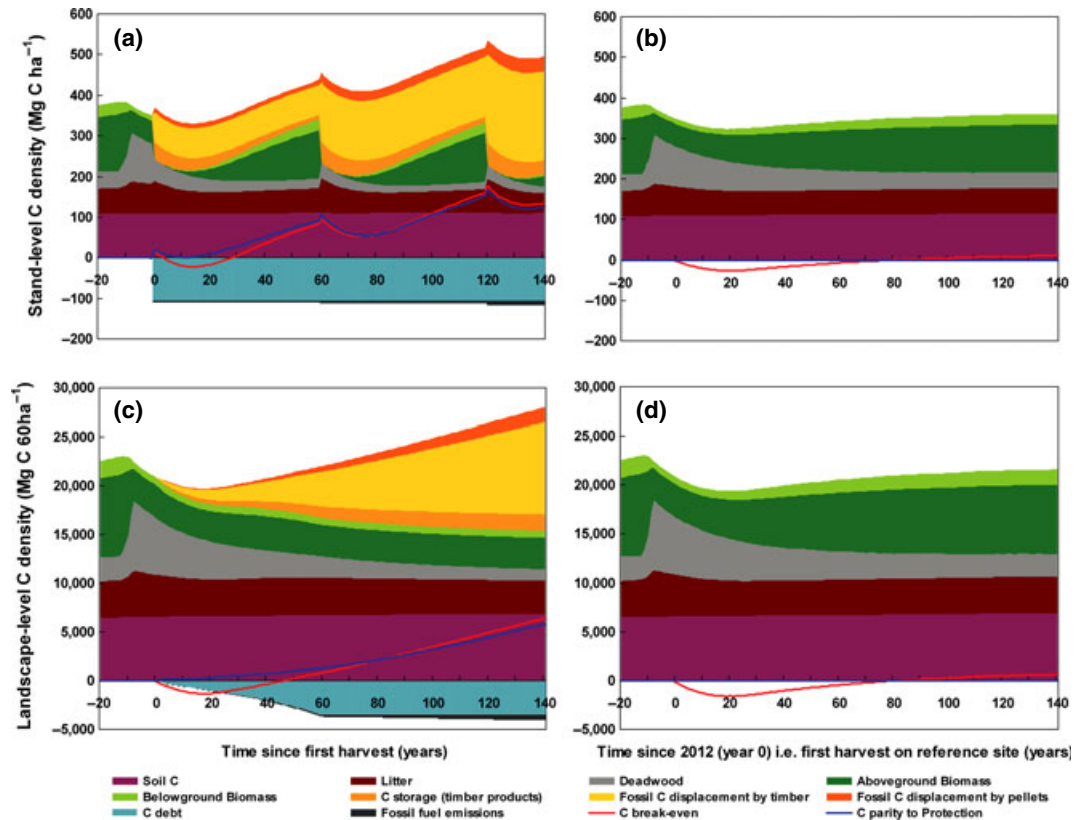 (a)
(b)
Stand-level C density (Mg C ha⁻¹)
600
500
400
300
200
100
0
–100
–200
–20 0 20 40 60 80 100 120 140
600
500
400
300
200
100
0
–100
–200
–20 0 20 40 60 80 100 120 140
(c)
(d)
Landscape-level C density (Mg C 60ha⁻¹)
30,000
25,000
20,000
15,000
10,000
5,000
0
–5,000
–20 0 20 40 60 80 100 120 140
30,000
25,000
20,000
15,000
10,000
5,000
0
–5,000
–20 0 20 40 60 80 100 120 140
Time since first harvest (years)
Time since 2012 (year 0) i.e. first harvest on reference site (years)
Soil C
Litter
Deadwood
Aboveground Biomass
Belowground Biomass
C storage (timber products)
Fossil C displacement by timber
Fossil C displacement by pellets
C debt
Fossil fuel emissions
C break-even
C parity to Protection